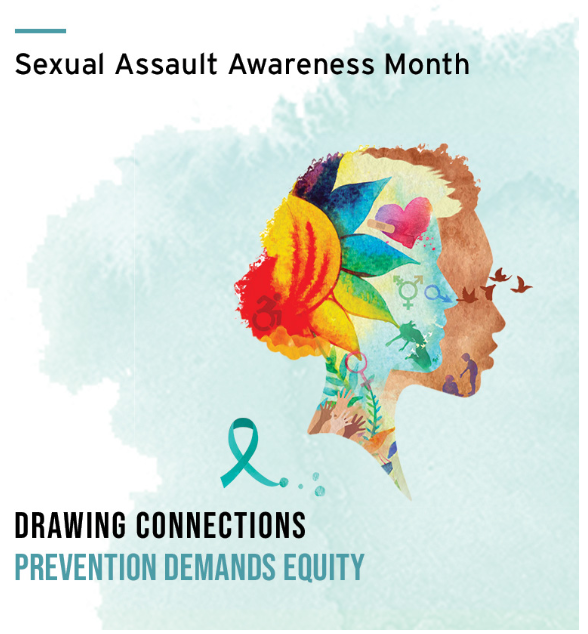 Sexual Assault Awareness Month
DRAWING CONNECTIONS
PREVENTION DEMANDS EQUITY